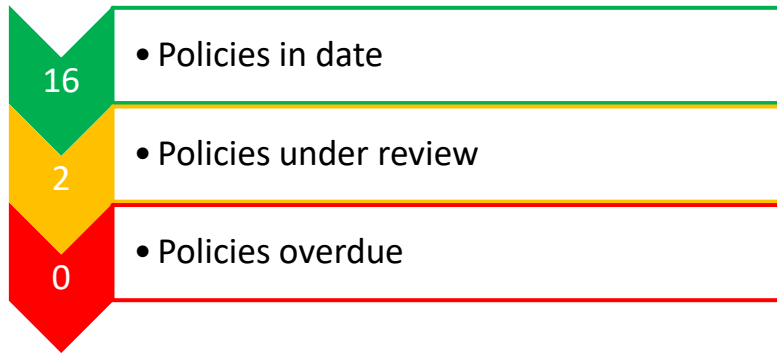 16
• Policies in date
2
• Policies under review
0
• Policies overdue